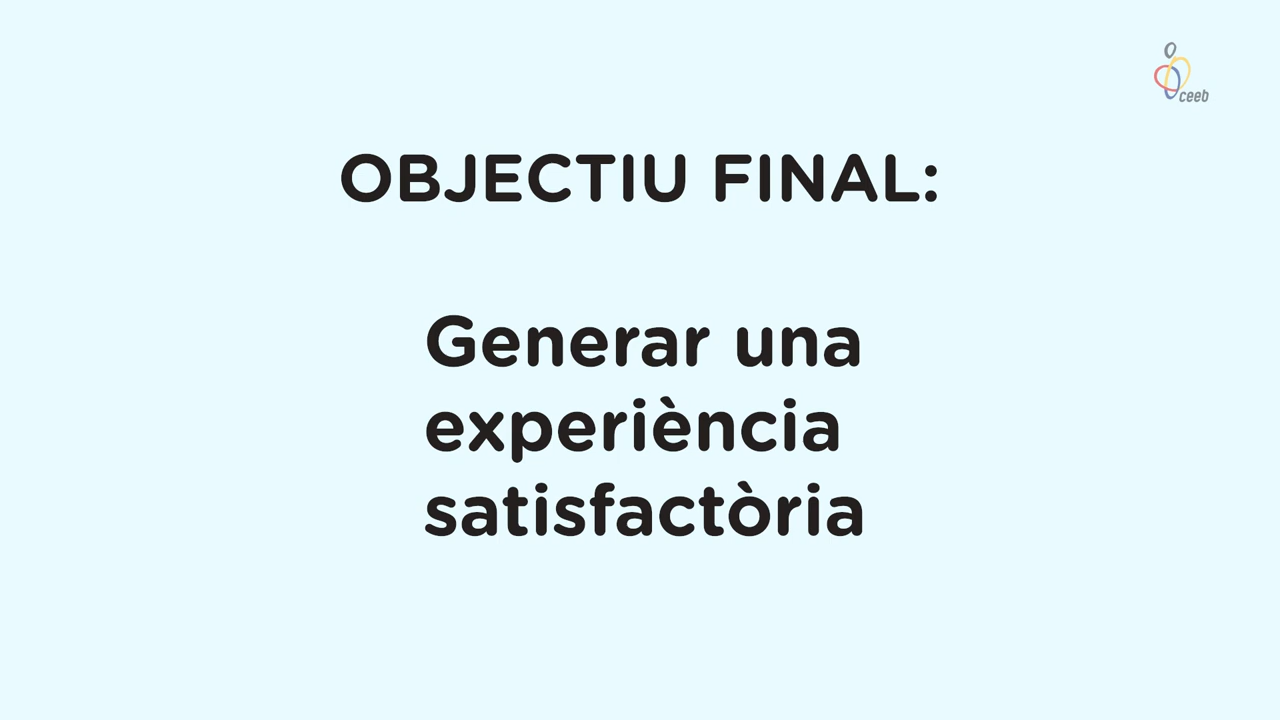 ceeb
OBJECTIU FINAL:
Generar una
experiència
satisfactòria